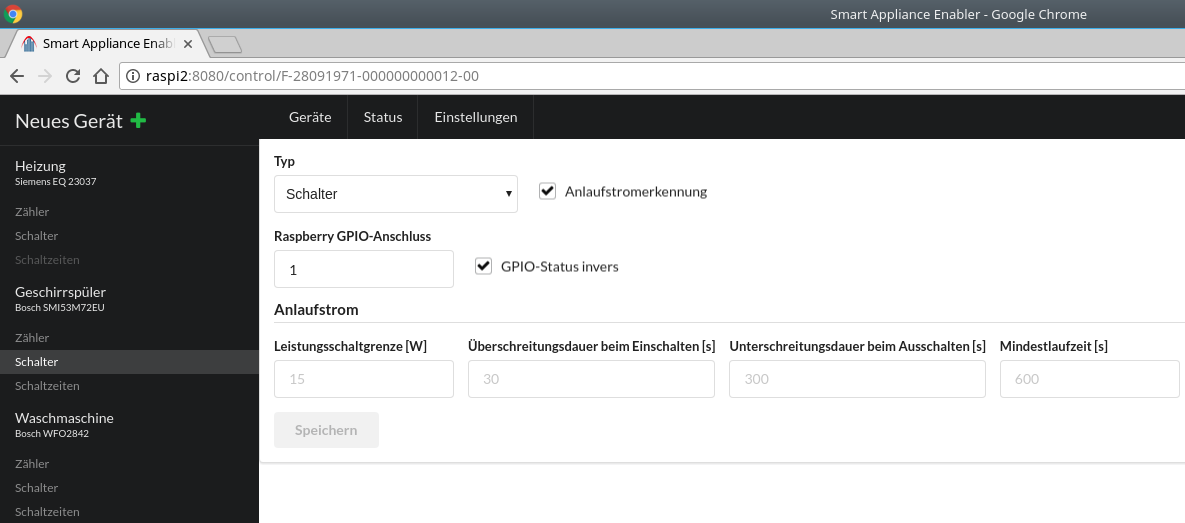 Smart Appliance Enabler - Google Chrome
Smart Appliance Enabl
raspi2:8080/control/F-28091971-000000000012-00
Neues Gerät
Geräte Status Einstellungen
Heizung
Siemens EQ 23037
Zähler
Schalter
Schaltzeiten
Geschirrspüler
Bosch SMI53M72EU
Zähler
Schalter
Schaltzeiten
Waschmaschine
Bosch WFO2842
Zähler
Schalter
Schaltzeiten
Typ
Schalter Anlaufstromerkennung
Raspberry GPIO-Anschluss
1 GPIO-Status invers
Anlaufstrom
Leistungsschaltgrenze [W] Überschreitungsdauer beim Einschalten [s] Unterschreitungsdauer beim Ausschalten [s] Mindestlaufzeit [s]
15 30 300 600
Speichern